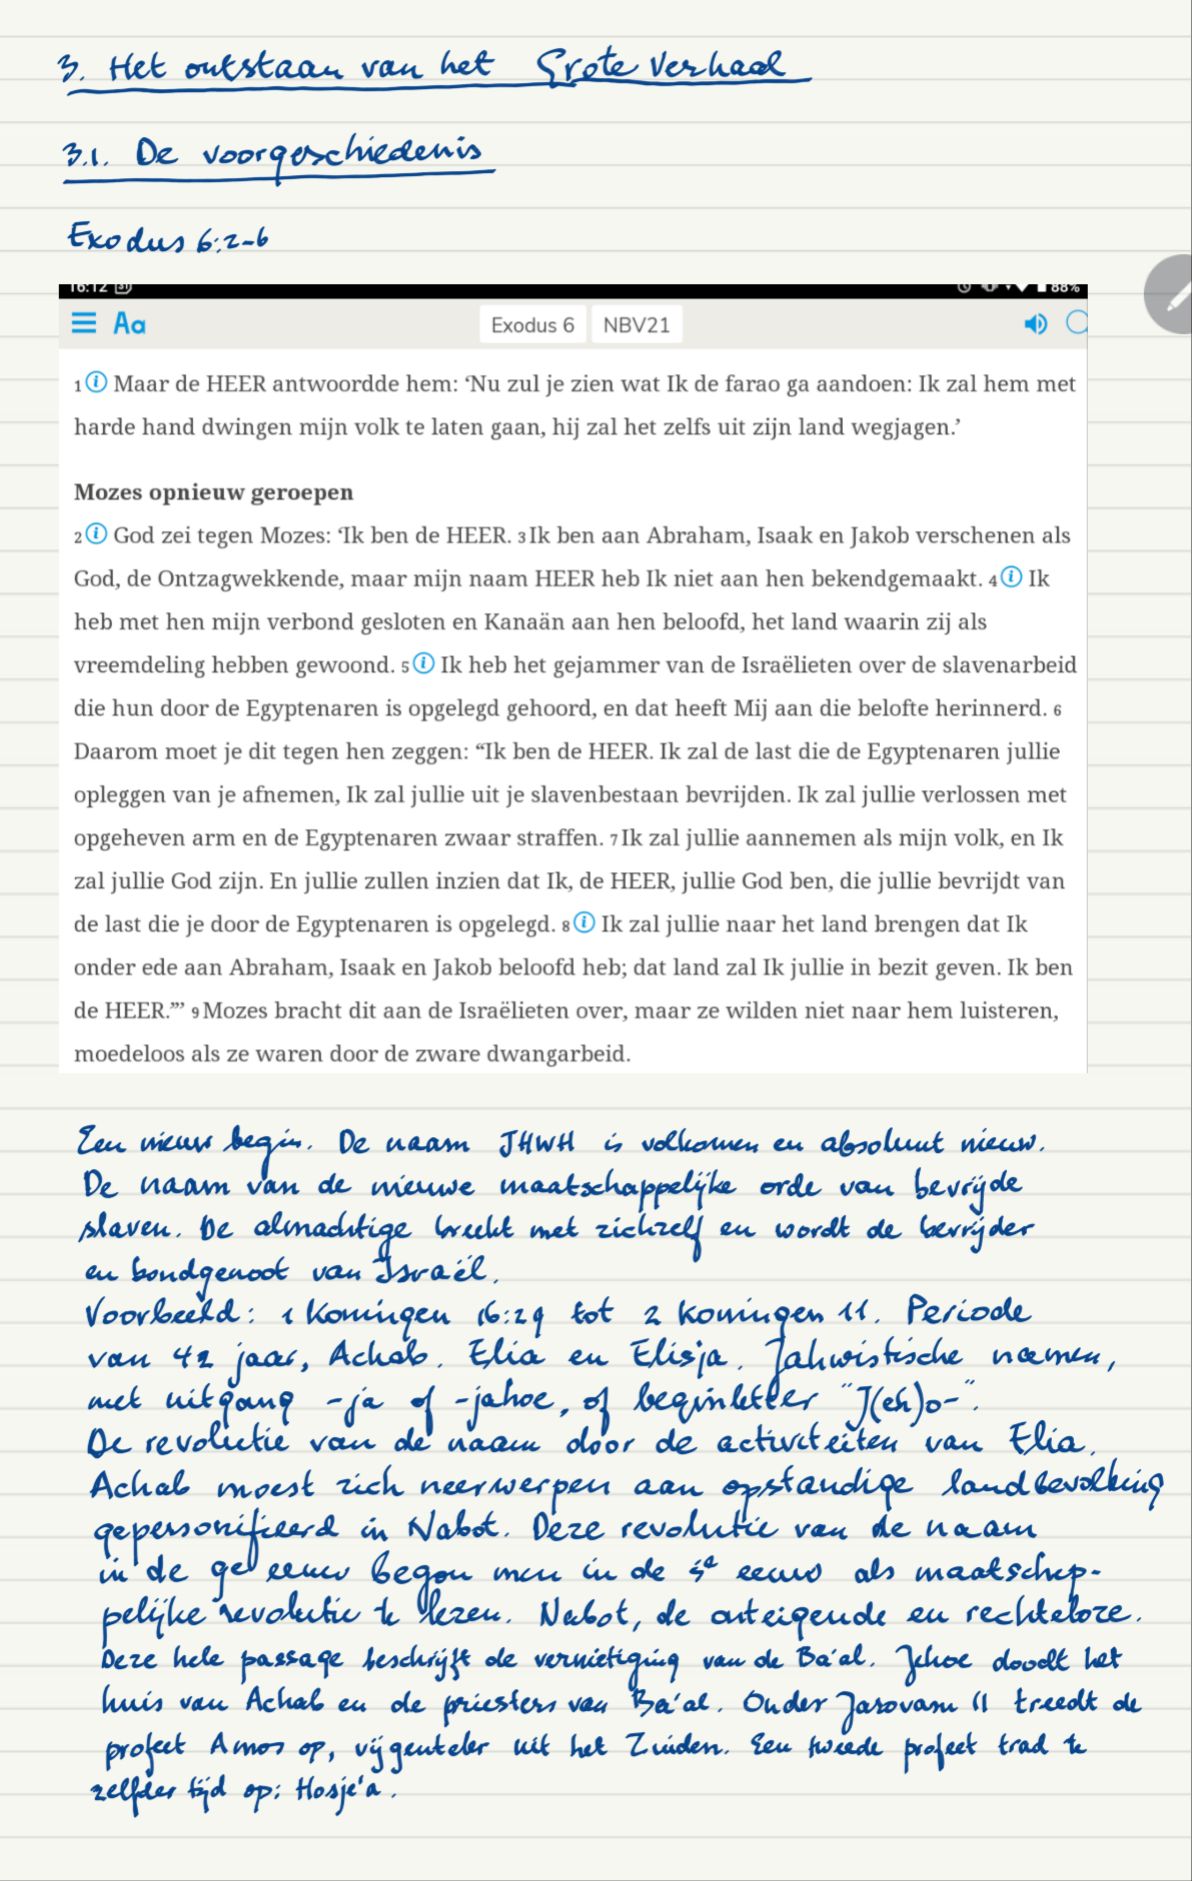 3. Het ontstaan van het Grote Verhaal
3.1. De voorgeschiedenis
Exodus 6:2-6
16:12 31 88%
Aa Exodus 6 NBV21
1 Maar de HEER antwoordde hem: ‘Nu zul je zien wat Ik de farao ga aandoen: Ik zal hem met
harde hand dwingen mijn volk te laten gaan, hij zal het zelfs uit zijn land wegjagen.’
Mozes opnieuw geroepen
2 God zei tegen Mozes: ‘Ik ben de HEER. 3 Ik ben aan Abraham, Isaak en Jakob verschenen als
God, de Ontzagwekkende, maar mijn naam HEER heb Ik niet aan hen bekendgemaakt. 4 Ik
heb met hen mijn verbond gesloten en Kanaän aan hen beloofd, het land waarin zij als
vreemdeling hebben gewoond. 5 Ik heb het gejammer van de Israëlieten over de slavenarbeid
die hun door de Egyptenaren is opgelegd gehoord, en dat heeft Mij aan die belofte herinnerd. 6
Daarom moet je dit tegen hen zeggen: “Ik ben de HEER. Ik zal de last die de Egyptenaren jullie
opleggen van je afnemen, Ik zal jullie uit je slavenbestaan bevrijden. Ik zal jullie verlossen met
opgeheven arm en de Egyptenaren zwaar straffen. 7 Ik zal jullie aannemen als mijn volk, en Ik
zal jullie God zijn. En jullie zullen inzien dat Ik, de HEER, jullie God ben, die jullie bevrijdt van
de last die je door de Egyptenaren is opgelegd. 8 Ik zal jullie naar het land brengen dat Ik
onder ede aan Abraham, Isaak en Jakob beloofd heb; dat land zal Ik jullie in bezit geven. Ik ben
de HEER.”’ 9 Mozes bracht dit aan de Israëlieten over, maar ze wilden niet naar hem luisteren,
moedeloos als ze waren door de zware dwangarbeid.
Een nieuw begin. De naam JHWH is volkomen en absoluut nieuw.
De naam van de nieuwe maatschappelijke orde van bevrijde
slaven. De almachtige breekt met zichzelf en wordt de bevrijder
en bondgenoot van Israël.
Voorbeeld: 1 Koningen 16:29 tot 2 Koningen 11. Periode
van 42 jaar, Achab. Elia en Elisja. Jahwistische namen,
met uitgang -ja of -jahoe, of beginletter "J(eh)o-".
De revolutie van de naam door de activiteiten van Elia.
Achab moest zich neerwerpen aan opstandige landbevolking
gepersonifieerd in Nabot. Deze revolutie van de naam
in de 9e eeuw begon men in de 5e eeuw als maatschap-
pelijke revolutie te lezen. Nabot, de onteigende en rechteloze.
Deze hele passage beschrijft de vernietiging van de Ba'al. Jehoe doodt het
huis van Achab en de priesters van Ba'al. Onder Jarovam II treedt de
profeet Amos op, vijgenteler uit het Zuiden. Een tweede profeet trad te
zelfder tijd op: Hosje'a.